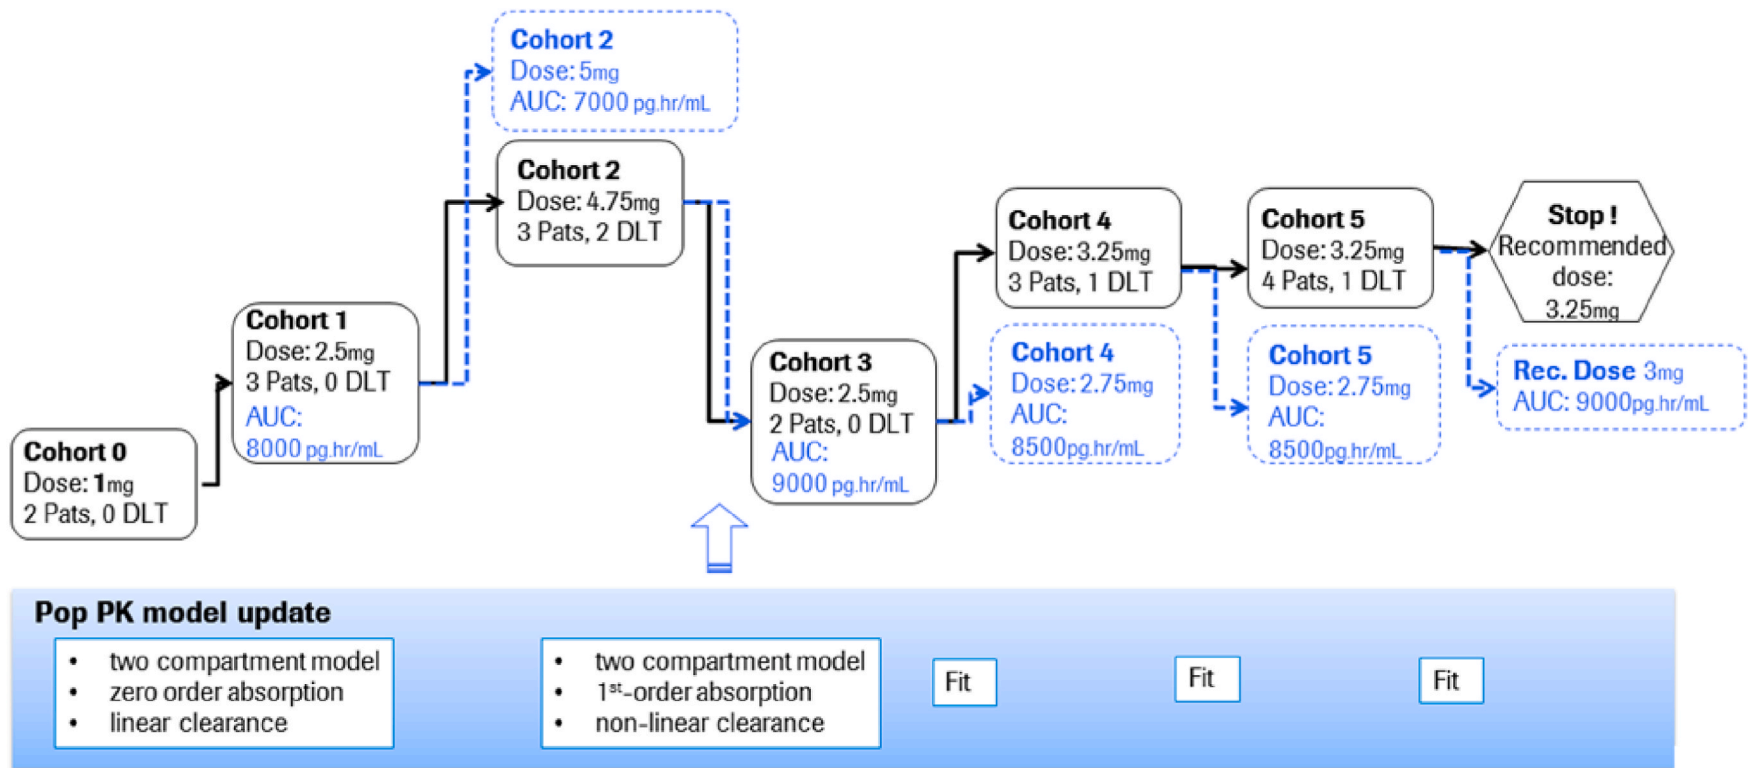 Cohort 2
Dose: 5mg
AUC: 7000 pg.hr/mL
Cohort 2
Dose: 4.75mg
3 Pats, 2 DLT
Cohort 1
Dose: 2.5mg
3 Pats, 0 DLT
AUC:
8000 pg.hr/mL
Cohort 0
Dose: 1mg
2 Pats, 0 DLT
Cohort 3
Dose: 2.5mg
2 Pats, 0 DLT
AUC:
9000 pg.hr/mL
Cohort 4
Dose: 3.25mg
3 Pats, 1 DLT
Cohort 4
Dose: 2.75mg
AUC:
8500pg.hr/mL
Cohort 5
Dose: 3.25mg
4 Pats, 1 DLT
Cohort 5
Dose: 2.75mg
AUC:
8500pg.hr/mL
Stop !
Recommended
dose:
3.25mg
Rec. Dose 3mg
AUC: 9000pg.hr/mL
Pop PK model update
• two compartment model
• zero order absorption
• linear clearance
• two compartment model
• 1st-order absorption
• non-linear clearance
Fit
Fit
Fit